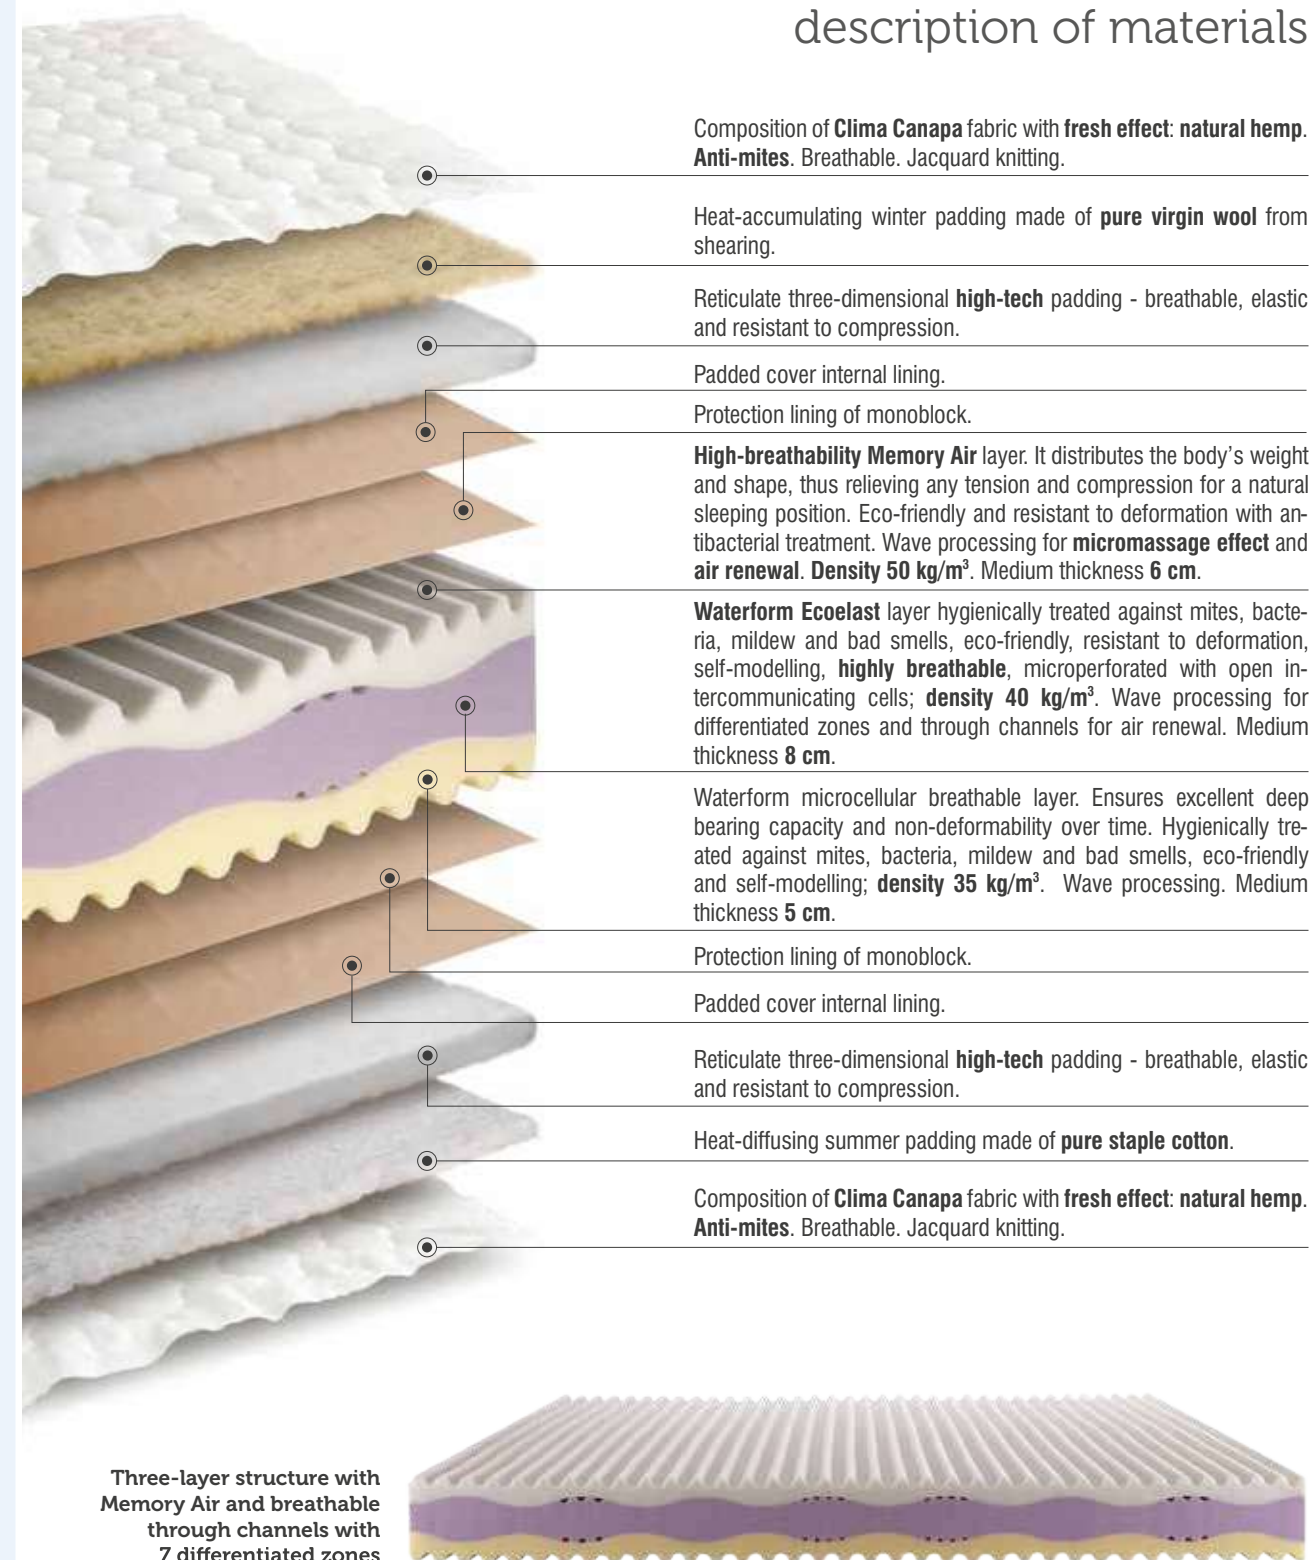 description of materials
Composition of Clima Canapa fabric with fresh effect: natural hemp.
Anti-mites. Breathable. Jacquard knitting.
Heat-accumulating winter padding made of pure virgin wool from
shearing.
Reticulate three-dimensional high-tech padding - breathable, elastic
and resistant to compression.
Padded cover internal lining.
Protection lining of monoblock.
High-breathability Memory Air layer. It distributes the body's weight
and shape, thus relieving any tension and compression for a natural
sleeping position. Eco-friendly and resistant to deformation with an-
tibacterial treatment. Wave processing for micromassage effect and
air renewal. Density 50 kg/m³. Medium thickness 6 cm.
Waterform Ecoelast layer hygienically treated against mites, bacte-
ria, mildew and bad smells, eco-friendly, resistant to deformation,
self-modelling, highly breathable, microperforated with open in-
tercommunicating cells; density 40 kg/m³. Wave processing for
differentiated zones and through channels for air renewal. Medium
thickness 8 cm.
Waterform microcellular breathable layer. Ensures excellent deep
bearing capacity and non-deformability over time. Hygienically tre-
ated against mites, bacteria, mildew and bad smells, eco-friendly
and self-modelling; density 35 kg/m³. Wave processing. Medium
thickness 5 cm.
Protection lining of monoblock.
Padded cover internal lining.
Reticulate three-dimensional high-tech padding - breathable, elastic
and resistant to compression.
Heat-diffusing summer padding made of pure staple cotton.
Composition of Clima Canapa fabric with fresh effect: natural hemp.
Anti-mites. Breathable. Jacquard knitting.
Three-layer structure with
Memory Air and breathable
through channels with
7 differentiated zones